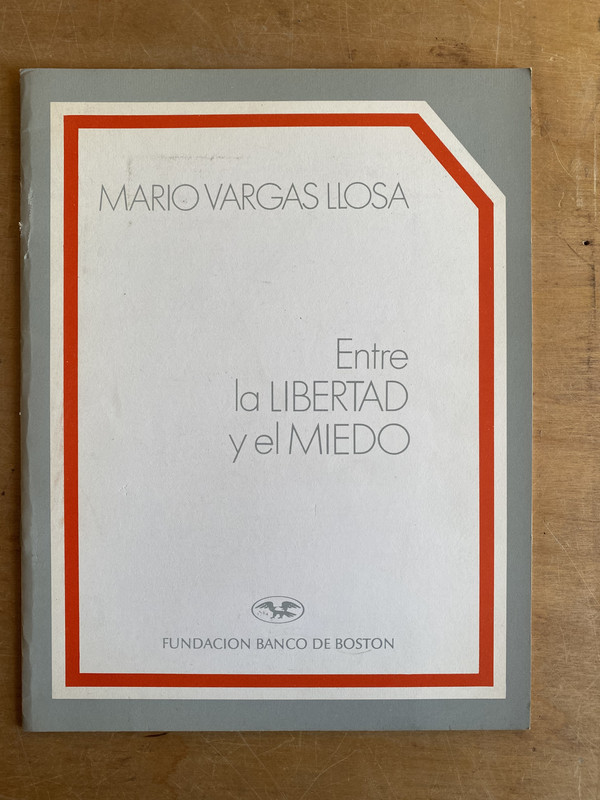 MARIO VARGAS LLOSA
Entre
la LIBERTAD
y el MIEDO
FUNDACION BANCO DE BOSTON